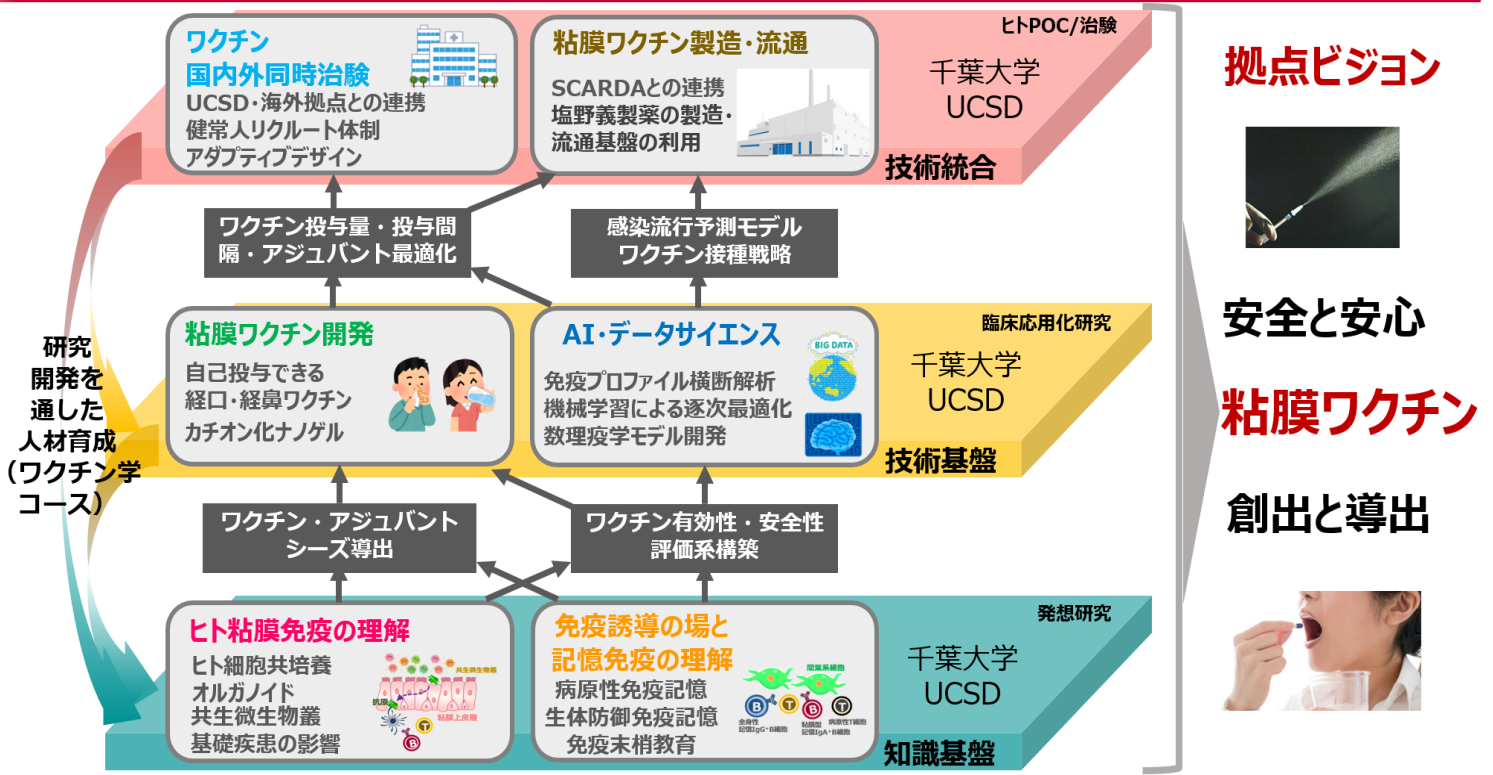 ヒトPOC/治験
ワクチン
国内外同時治験
UCSD・海外拠点との連携
健常人リクルート体制
アダプティブデザイン
粘膜ワクチン製造・流通
SCARDAとの連携
塩野義製薬の製造・
流通基盤の利用
千葉大学
UCSD
技術統合
ワクチン投与量・投与間
隔・アジュバント最適化
感染流行予測モデル
ワクチン接種戦略
臨床応用化研究
粘膜ワクチン開発
自己投与できる
経口・経鼻ワクチン
カチオン化ナノゲル
AI・データサイエンス
BIG DATA
免疫プロファイル横断解析
機械学習による逐次最適化
数理疫学モデル開発
千葉大学
UCSD
技術基盤
ワクチン・アジュバント
シーズ導出
ワクチン有効性・安全性
評価系構築
発想研究
ヒト粘膜免疫の理解
ヒト細胞共培養
オルガノイド
共生微生物叢
基礎疾患の影響
共生微生物叢
抗原
粘膜上皮層
T
B
免疫誘導の場と
記憶免疫の理解
病原性免疫記憶
生体防御免疫記憶
免疫末梢教育
間葉系細胞
B
T
B
T
全身性
記憶IgG+B細胞
粘膜型
記憶IgA+B細胞
病原性T細胞
千葉大学
UCSD
知識基盤
研究
開発を
通した
人材育成
（ワクチン学
コース）
拠点ビジョン
安全と安心
粘膜ワクチン
創出と導出